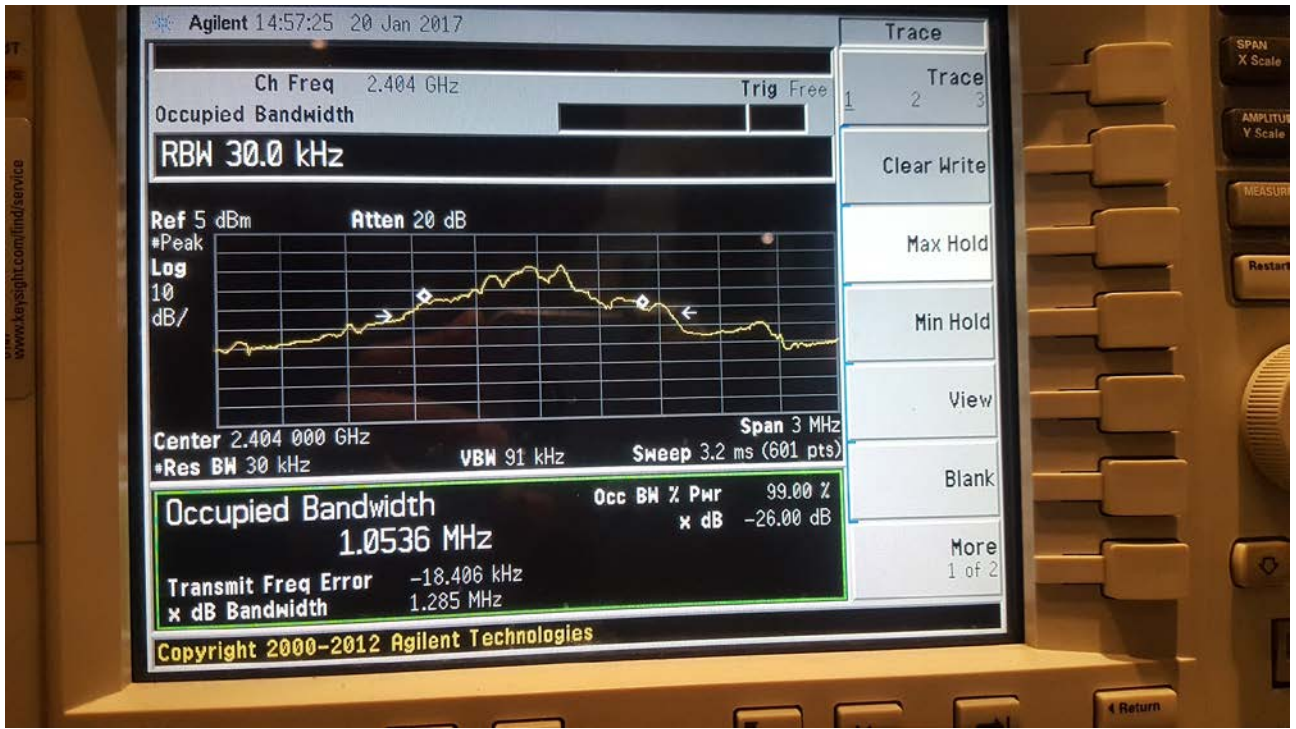 Agilent 14:57:25 20 Jan 2017
Trace
Ch Freq 2.404 GHz
Trig Free
Occupied Bandwidth
Trace
1 2 3
RBW 30.0 kHz
Clear Write
Ref 5 dBm
Atten 20 dB
*Peak
Log
10
dB/
Max Hold
Min Hold
View
Center 2.404 000 GHz
Span 3 MHz
*Res BW 30 kHz
VBW 91 kHz
Sweep 3.2 ms (601 pts)
Blank
Occupied Bandwidth
1.0536 MHz
Occ BW % Pwr 99.00 %
x dB -26.00 dB
Transmit Freq Error -18.406 kHz
x dB Bandwidth 1.285 MHz
More
1 of 2
Copyright 2000-2012 Agilent Technologies
SPAN
X Scale
Y Scale
Restart
Return
www.keysight.com/find/service